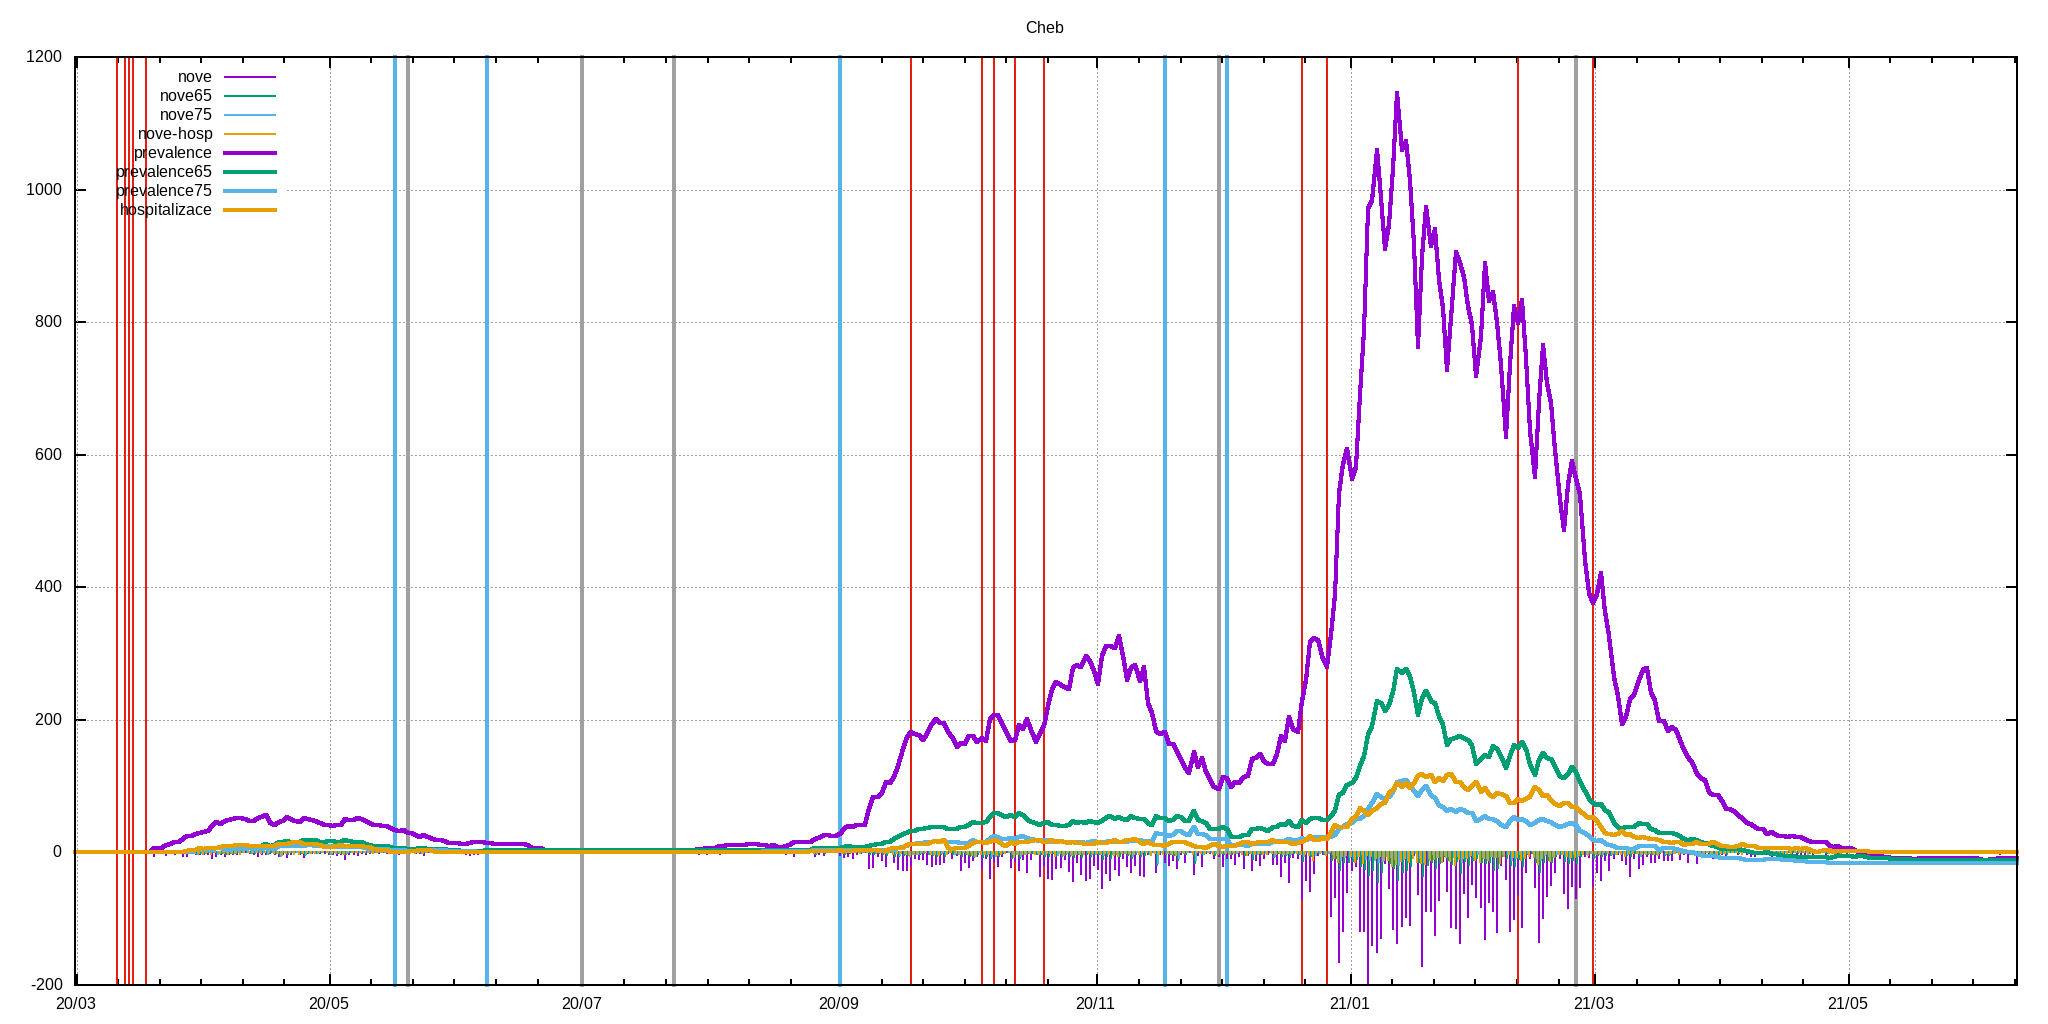 Cheb
1200
1000
800
600
400
200
0
-200
nove
nove65
nove75
nove-hosp
prevalence
prevalence65
prevalence75
hospitalizace
20/03 20/05 20/07 20/09 20/11 21/01 21/03 21/05